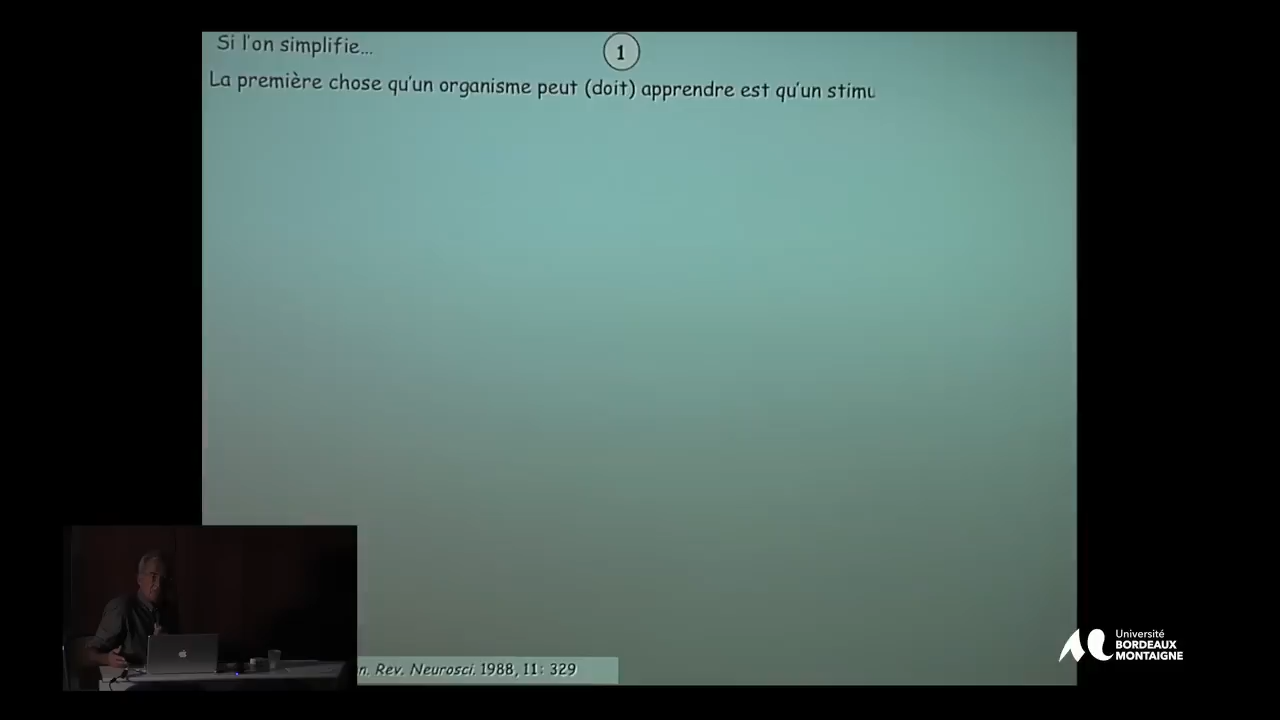 Si l'on simplifie...
1
La première chose qu'un organisme peut (doit) apprendre est qu'un stimu
n. Rev. Neurosci. 1988, 11: 329
Université
BORDEAUX
MONTAIGNE